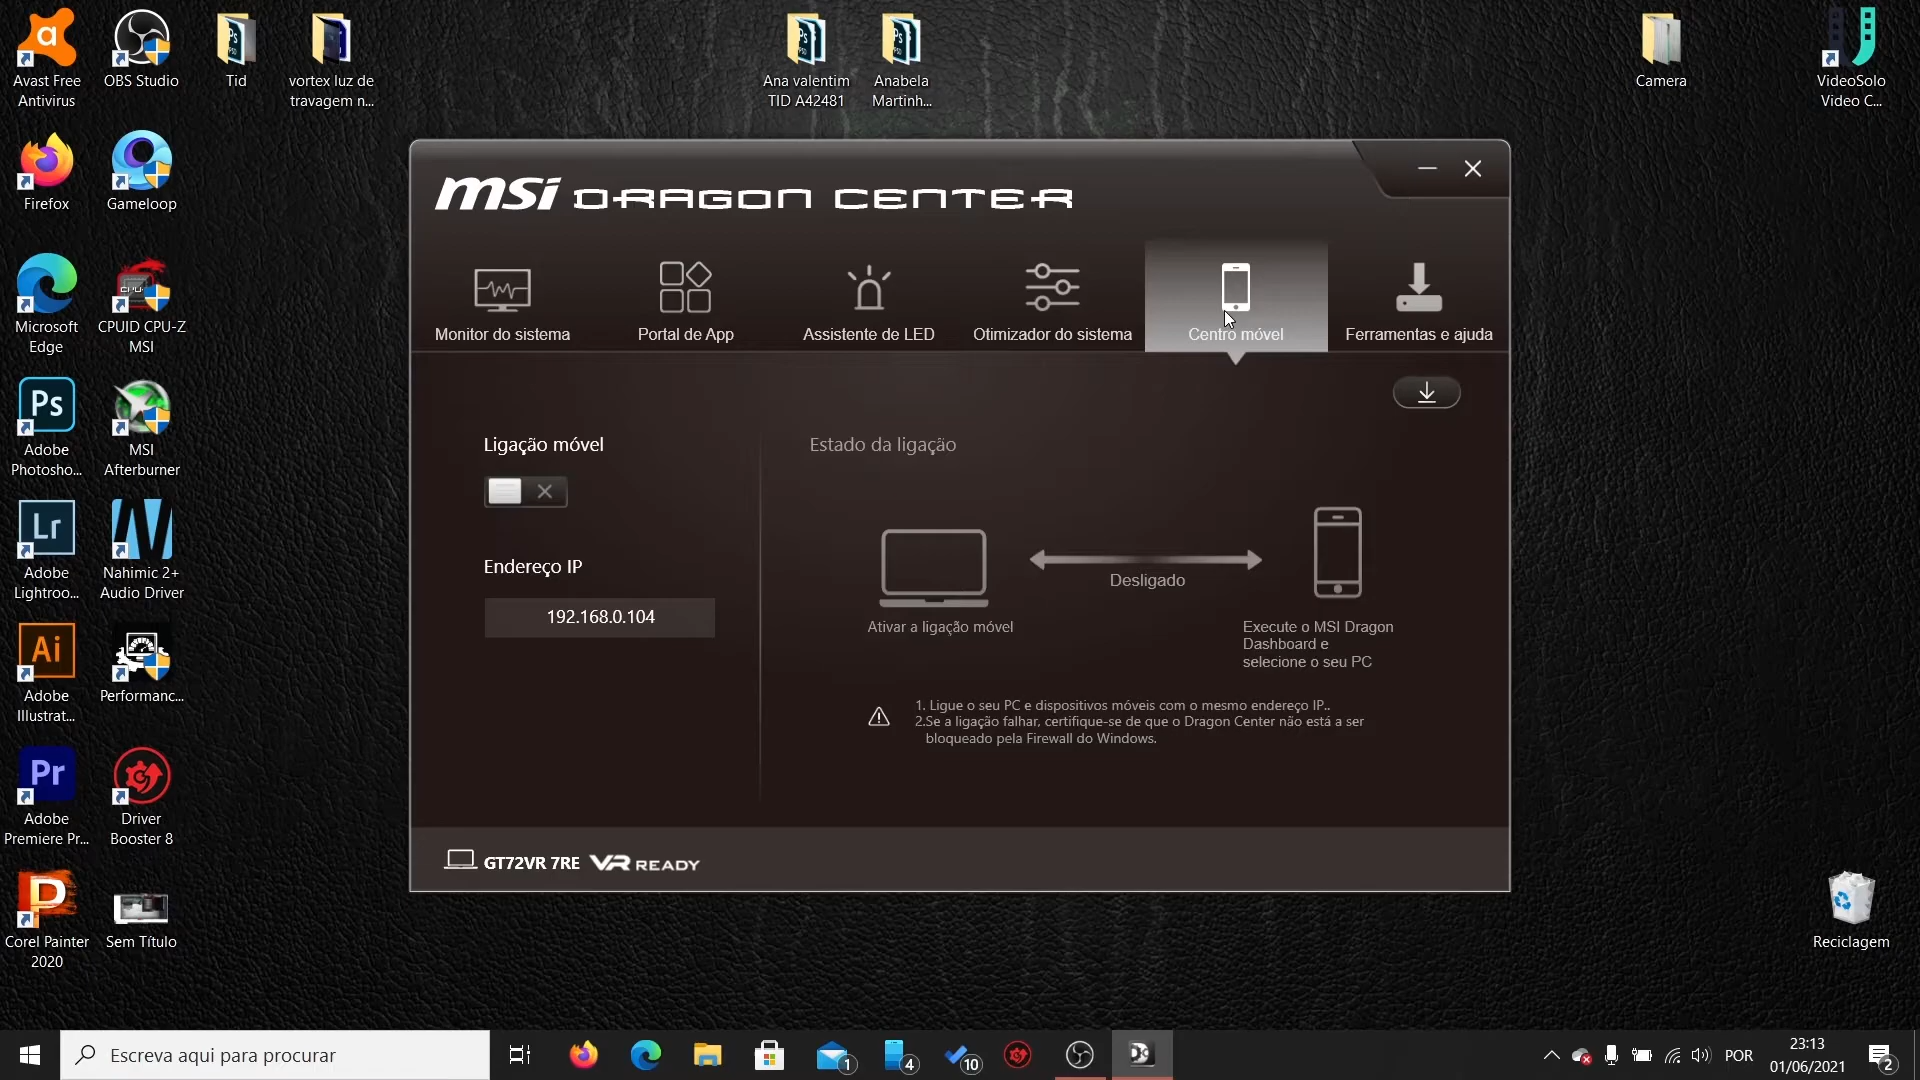 Avast Free
Antivirus
OBS Studio
Tid
vortex luz de
travagem n...
Ana valentim
TID A42481
Anabela
Martinh...
Camera
VideoSolo
Video C...
Firefox
Gameloop
Microsoft
Edge
CPUID CPU-Z
MSI
Adobe
Photosho...
MSI
Afterburner
Adobe
Lightroo...
Nahimic 2+
Audio Driver
Adobe
Illustrat...
Performanc...
Adobe
Premiere Pr...
Driver
Booster 8
Corel Painter
2020
Sem Título
Reciclagem
msi DRAGON CENTER
Monitor do sistema
Portal de App
Assistente de LED
Otimizador do sistema
Centro móvel
Ferramentas e ajuda
Ligação móvel
Endereço IP
192.168.0.104
Estado da ligação
Desligado
Ativar a ligação móvel
Execute o MSI Dragon
Dashboard e
selecione o seu PC
1. Ligue o seu PC e dispositivos móveis com o mesmo endereço IP..
2.Se a ligação falhar, certifique-se de que o Dragon Center não está a ser
bloqueado pela Firewall do Windows.
GT72VR 7RE VR READY
Escreva aqui para procurar
1
4
10
POR
23:13
01/06/2021
2